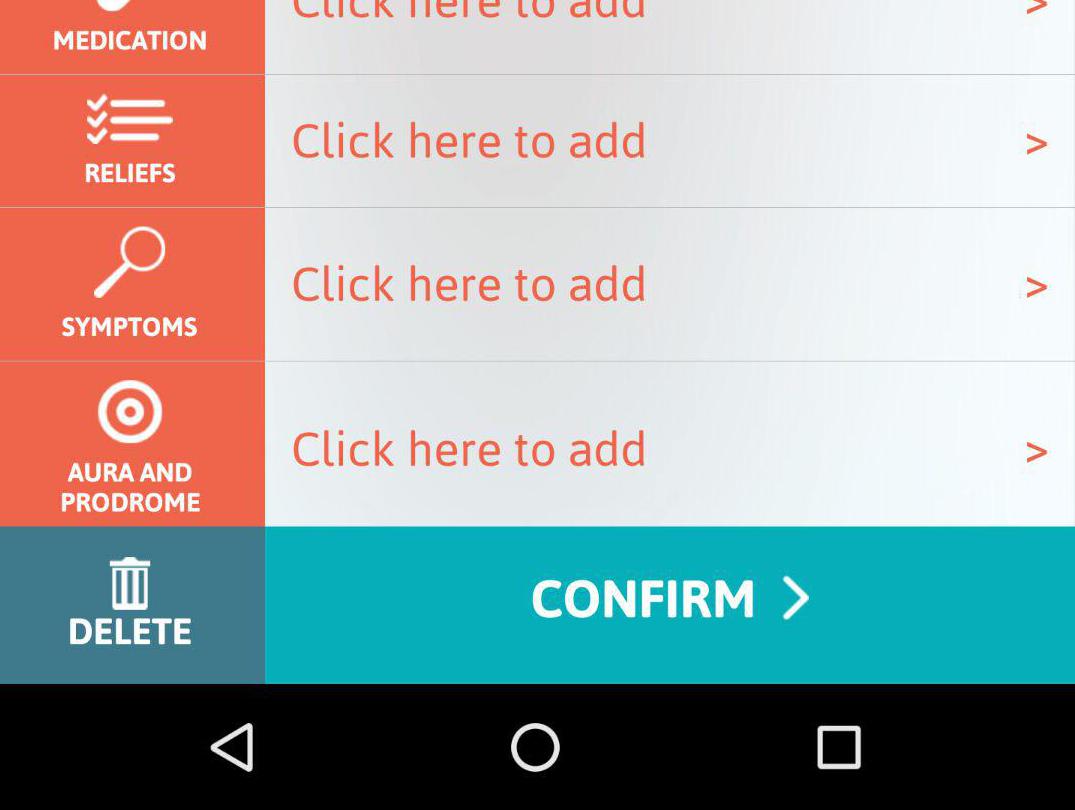 Click here to add >
MEDICATION
Click here to add >
RELIEFS
Click here to add >
SYMPTOMS
Click here to add >
AURA AND
PRODROME
CONFIRM >
DELETE